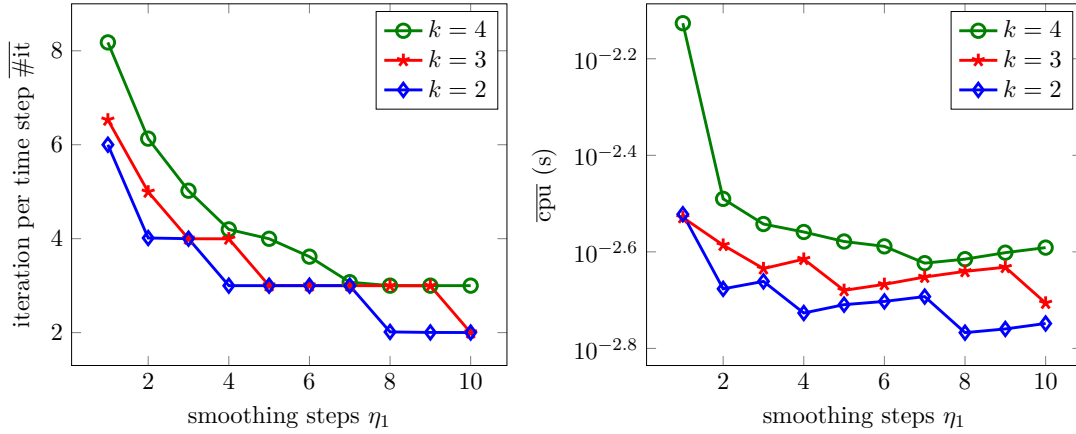 8
6
4
2
2
4
6
8
10
iteration per time step #it
smoothing steps η₁
k = 4
k = 3
k = 2
10^−2.2
10^−2.4
10^−2.6
10^−2.8
2
4
6
8
10
cpu (s)
smoothing steps η₁
k = 4
k = 3
k = 2